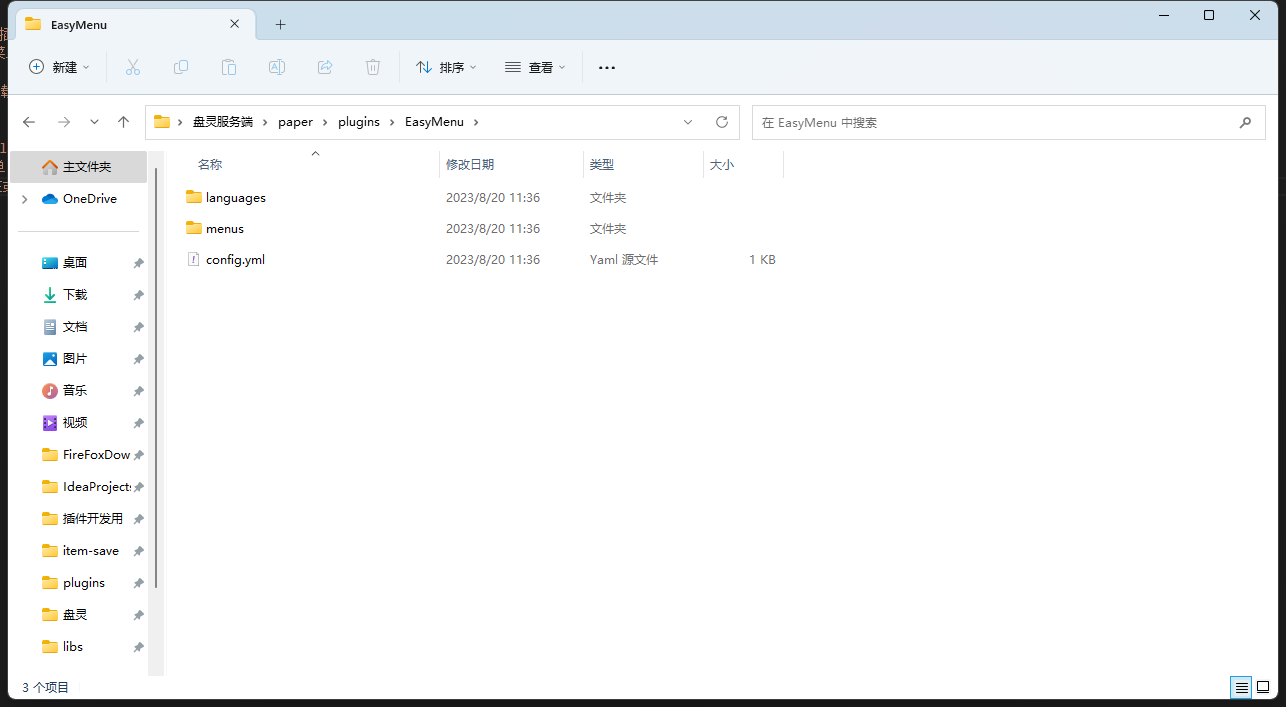 EasyMenu
新建
排序
查看
盘灵服务端 paper plugins EasyMenu
在 EasyMenu 中搜索
主文件夹
OneDrive
桌面
下载
文档
图片
音乐
视频
FireFoxDow
IdeaProjects
插件开发用
item-save
plugins
盘灵
libs
名称 修改日期 类型 大小
languages 2023/8/20 11:36 文件夹
menus 2023/8/20 11:36 文件夹
config.yml 2023/8/20 11:36 Yaml 源文件 1 KB
3 个项目